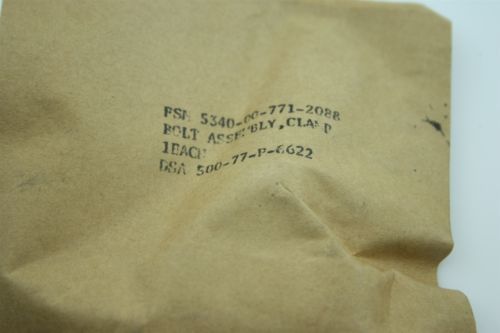 FSN 5340-00-771-2088
BOLT ASSEMBLY, CLAMP
1EACH
DSA 500-77-P-6622